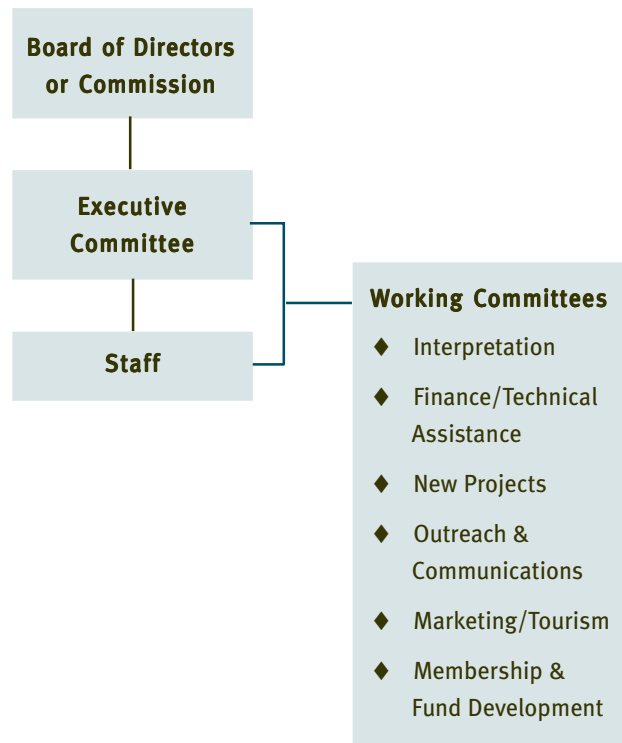 Board of Directors
or Commission
Executive
Committee
Staff
Working Committees
♦ Interpretation
♦ Finance/Technical
Assistance
♦ New Projects
♦ Outreach &
Communications
♦ Marketing/Tourism
♦ Membership &
Fund Development